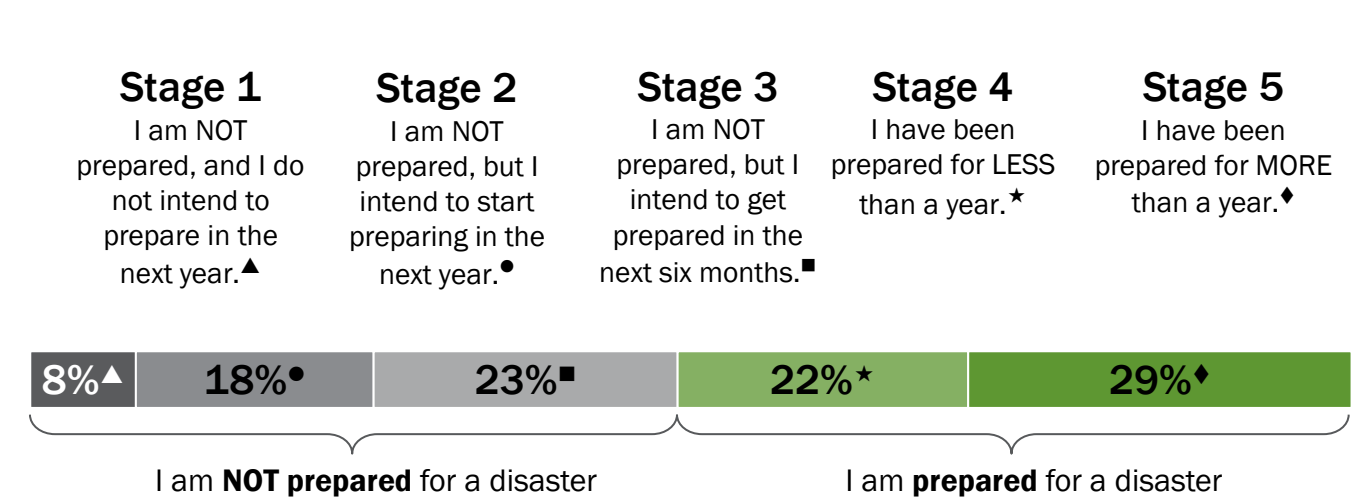 Stage 1
I am NOT
prepared, and I do
not intend to
prepare in the
next year.▲
Stage 2
I am NOT
prepared, but I
intend to start
preparing in the
next year.●
Stage 3
I am NOT
prepared, but I
intend to get
prepared in the
next six months.■
Stage 4
I have been
prepared for LESS
than a year.★
Stage 5
I have been
prepared for MORE
than a year.♦
8%▲
18%●
23%■
22%★
29%♦
I am NOT prepared for a disaster
I am prepared for a disaster